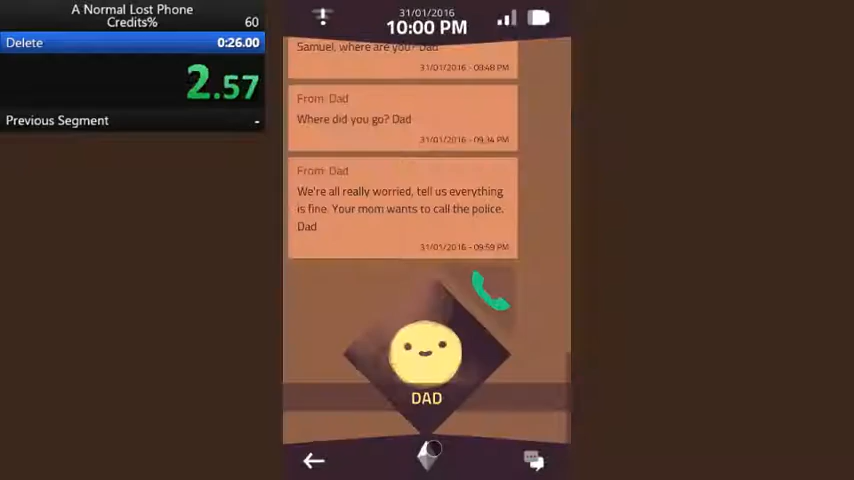 A Normal Lost Phone
Credits%
60
Delete
0:26.00
2.57
Previous Segment
-
31/01/2016
10:00 PM
Samuel, where are you? Dad
31/01/2016 - 09:48 PM
From: Dad
Where did you go? Dad
31/01/2016 - 09:34 PM
From: Dad
We're all really worried, tell us everything
is fine. Your mom wants to call the police.
Dad
31/01/2016 - 09:59 PM
DAD